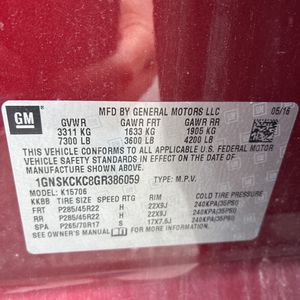 GM
MFD BY GENERAL MOTORS LLC 05/16
GVWR GAWR FRT GAWR RR
3311 KG 1633 KG 1905 KG
7300 LB 3600 LB 4200 LB
THIS VEHICLE CONFORMS TO ALL APPLICABLE U.S. FEDERAL MOTOR
VEHICLE SAFETY AND THEFT PREVENTION STANDARDS IN EFFECT ON
THE DATE OF MANUFACTURE SHOWN ABOVE.
1GNSKCKC8GR386059 TYPE: M.P.V.
MODEL: K15706
KKBB TIRE SIZE SPEED RTG RIM COLD TIRE PRESSURE
FRT P285/45R22 H 22X9J 240KPA(35PSI)
RR P285/45R22 H 22X9J 240KPA(35PSI)
SPA P265/70R17 S 17X7.5J 240KPA(35PSI)
SEE OWNER'S MANUAL